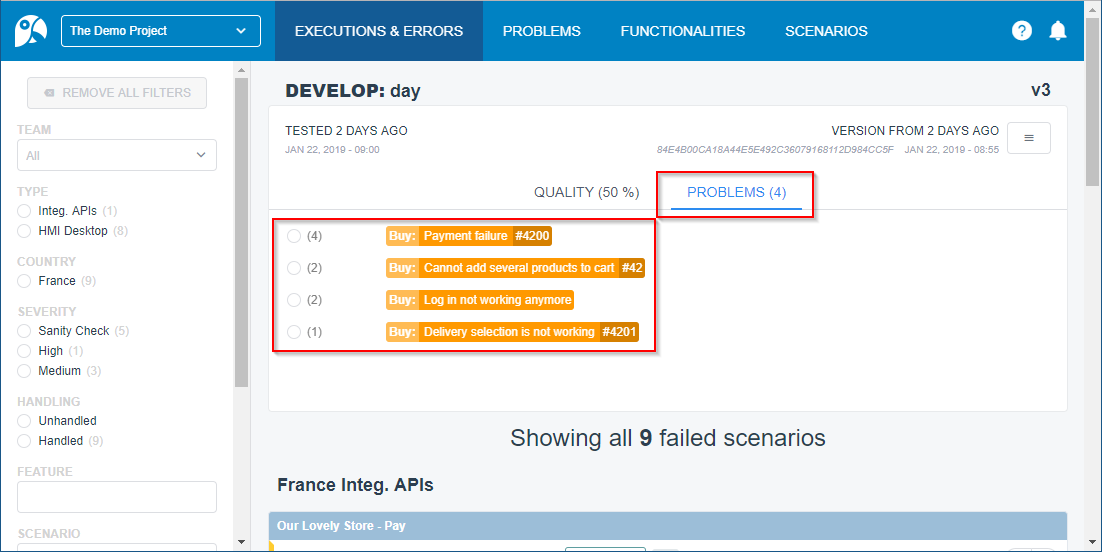 The Demo Project
EXECUTIONS & ERRORS
PROBLEMS
FUNCTIONALITIES
SCENARIOS
?
REMOVE ALL FILTERS
TEAM
All
TYPE
Integ. APIs (1)
HMI Desktop (8)
COUNTRY
France (9)
SEVERITY
Sanity Check (5)
High (1)
Medium (3)
HANDLING
Unhandled
Handled (9)
FEATURE
SCENARIO
DEVELOP: day
v3
TESTED 2 DAYS AGO
JAN 22, 2019 - 09:00
VERSION FROM 2 DAYS AGO
84E4B00CA18A44E5E492C36079168112D984CC5F JAN 22, 2019 - 08:55
QUALITY (50 %)
PROBLEMS (4)
(4) Buy: Payment failure #4200
(2) Buy: Cannot add several products to cart #42
(2) Buy: Log in not working anymore
(1) Buy: Delivery selection is not working #4201
Showing all 9 failed scenarios
France Integ. APIs
Our Lovely Store - Pay